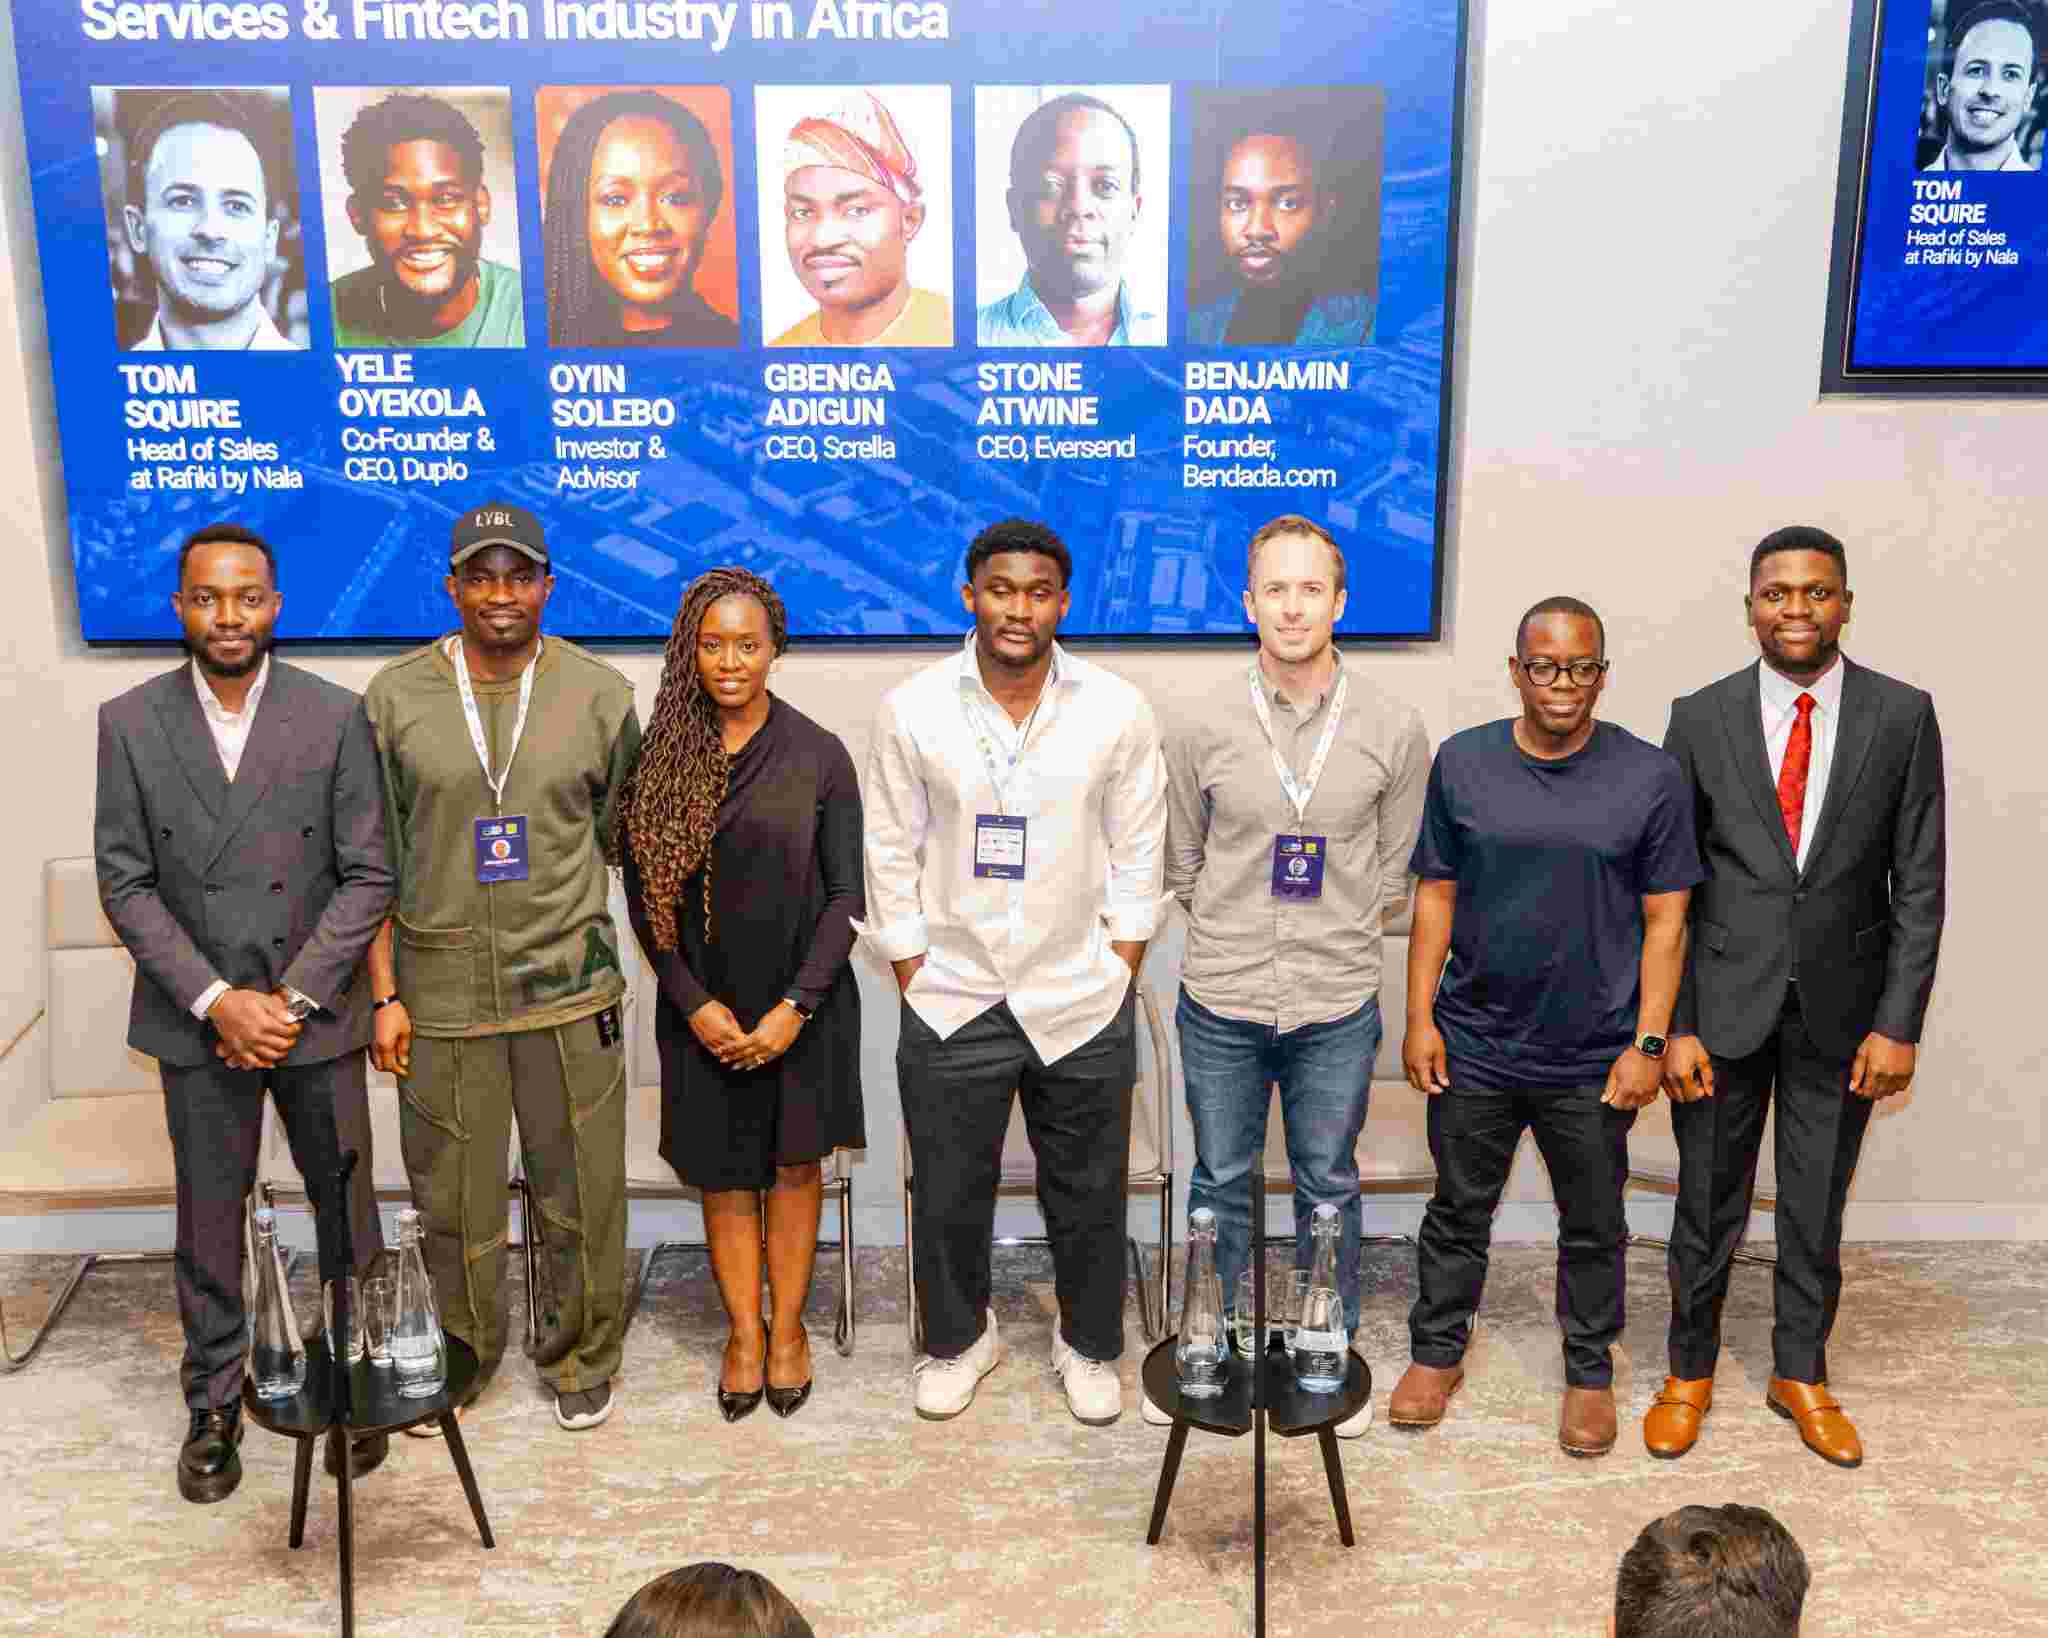 Services & Fintech Industry in Africa
TOM
SQUIRE
Head of Sales
at Rafiki by Nala
YELE
OYEKOLA
Co-Founder &
CEO, Duplo
OYIN
SOLEBO
Investor &
Advisor
GBENGA
ADIGUN
CEO, Scrella
STONE
ATWINE
CEO, Eversend
BENJAMIN
DADA
Founder,
Bendada.com
TOM
SQUIRE
Head of Sales
at Rafiki by Nala
LYBL